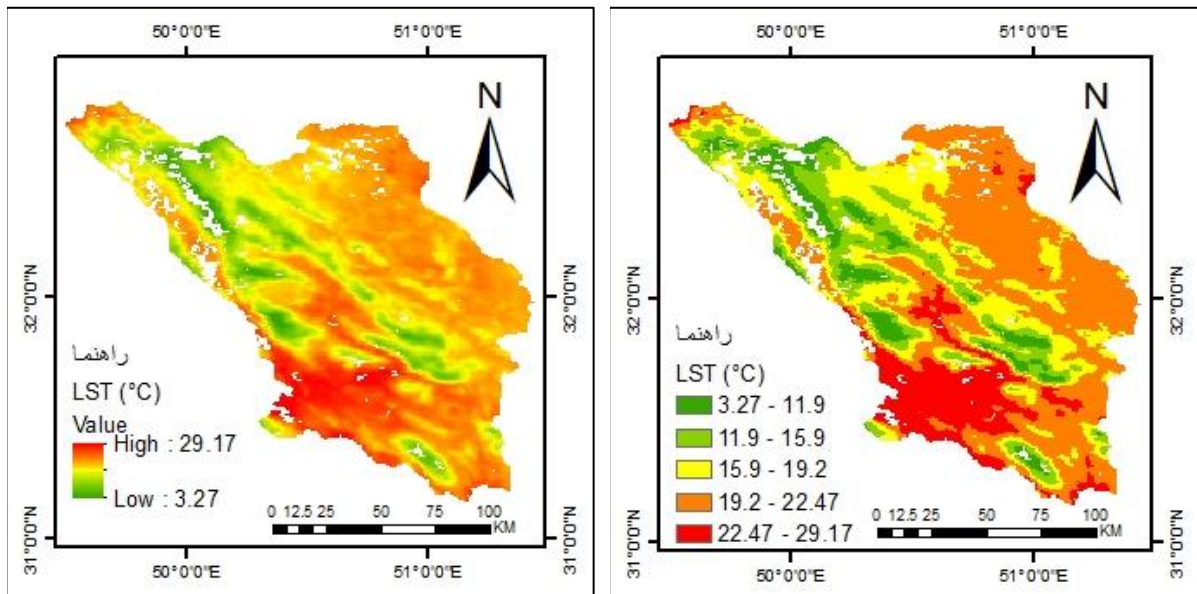 50°0'0"E 51°0'0"E
N
32°0'0"N 32°0'0"N
راهنما
LST (°C)
Value
High : 29.17
Low : 3.27
0 12.5 25 50 75 100
KM
31°0'0"N 31°0'0"N
50°0'0"E 51°0'0"E
50°0'0"E 51°0'0"E
N
32°0'0"N 32°0'0"N
راهنما
LST (°C)
3.27 - 11.9
11.9 - 15.9
15.9 - 19.2
19.2 - 22.47
22.47 - 29.17
0 12.5 25 50 75 100
KM
31°0'0"N 31°0'0"N
50°0'0"E 51°0'0"E